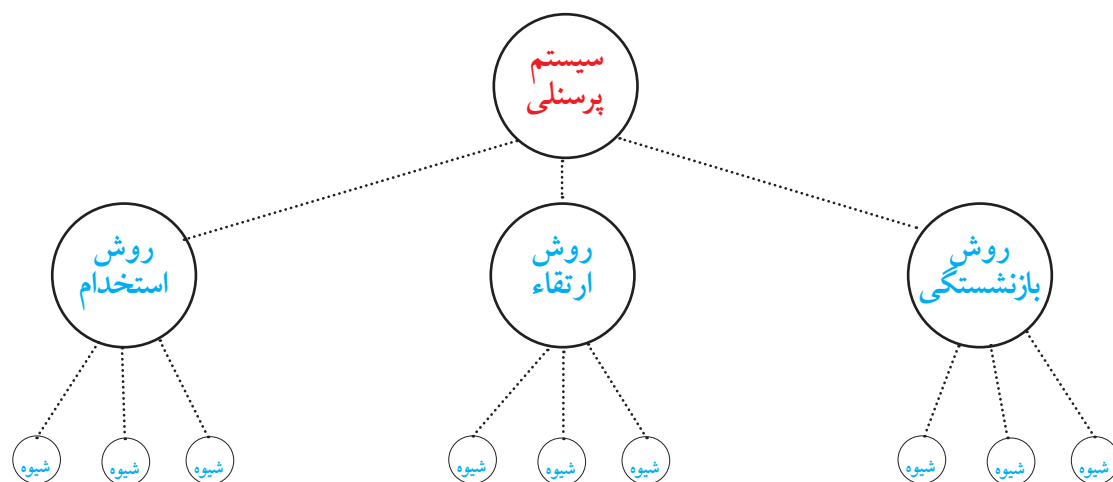 سیستم
پرسنلی
روش
بازنشستگی
روش
ارتقاء
روش
استخدام
شیوه
شیوه
شیوه
شیوه
شیوه
شیوه
شیوه
شیوه
شیوه